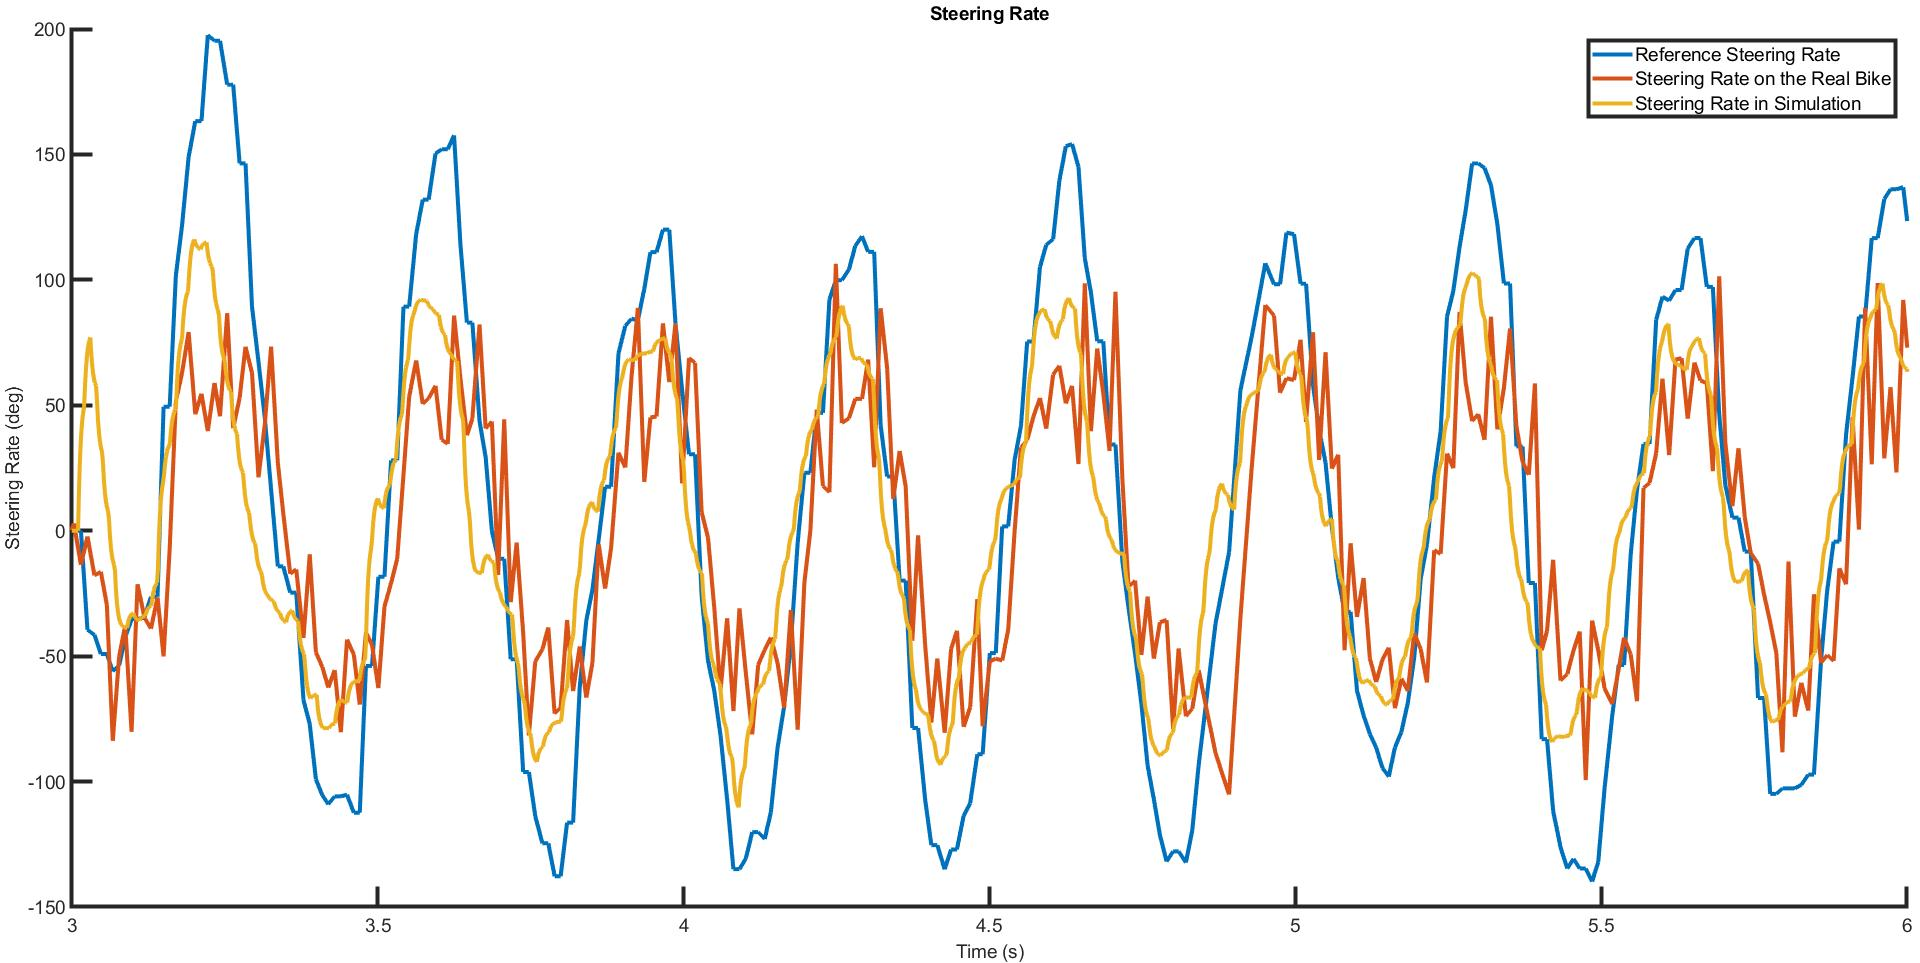 Steering Rate
Reference Steering Rate
Steering Rate on the Real Bike
Steering Rate in Simulation
Steering Rate (deg)
200
150
100
50
0
-50
-100
-150
3
3.5
4
4.5
5
5.5
6
Time (s)